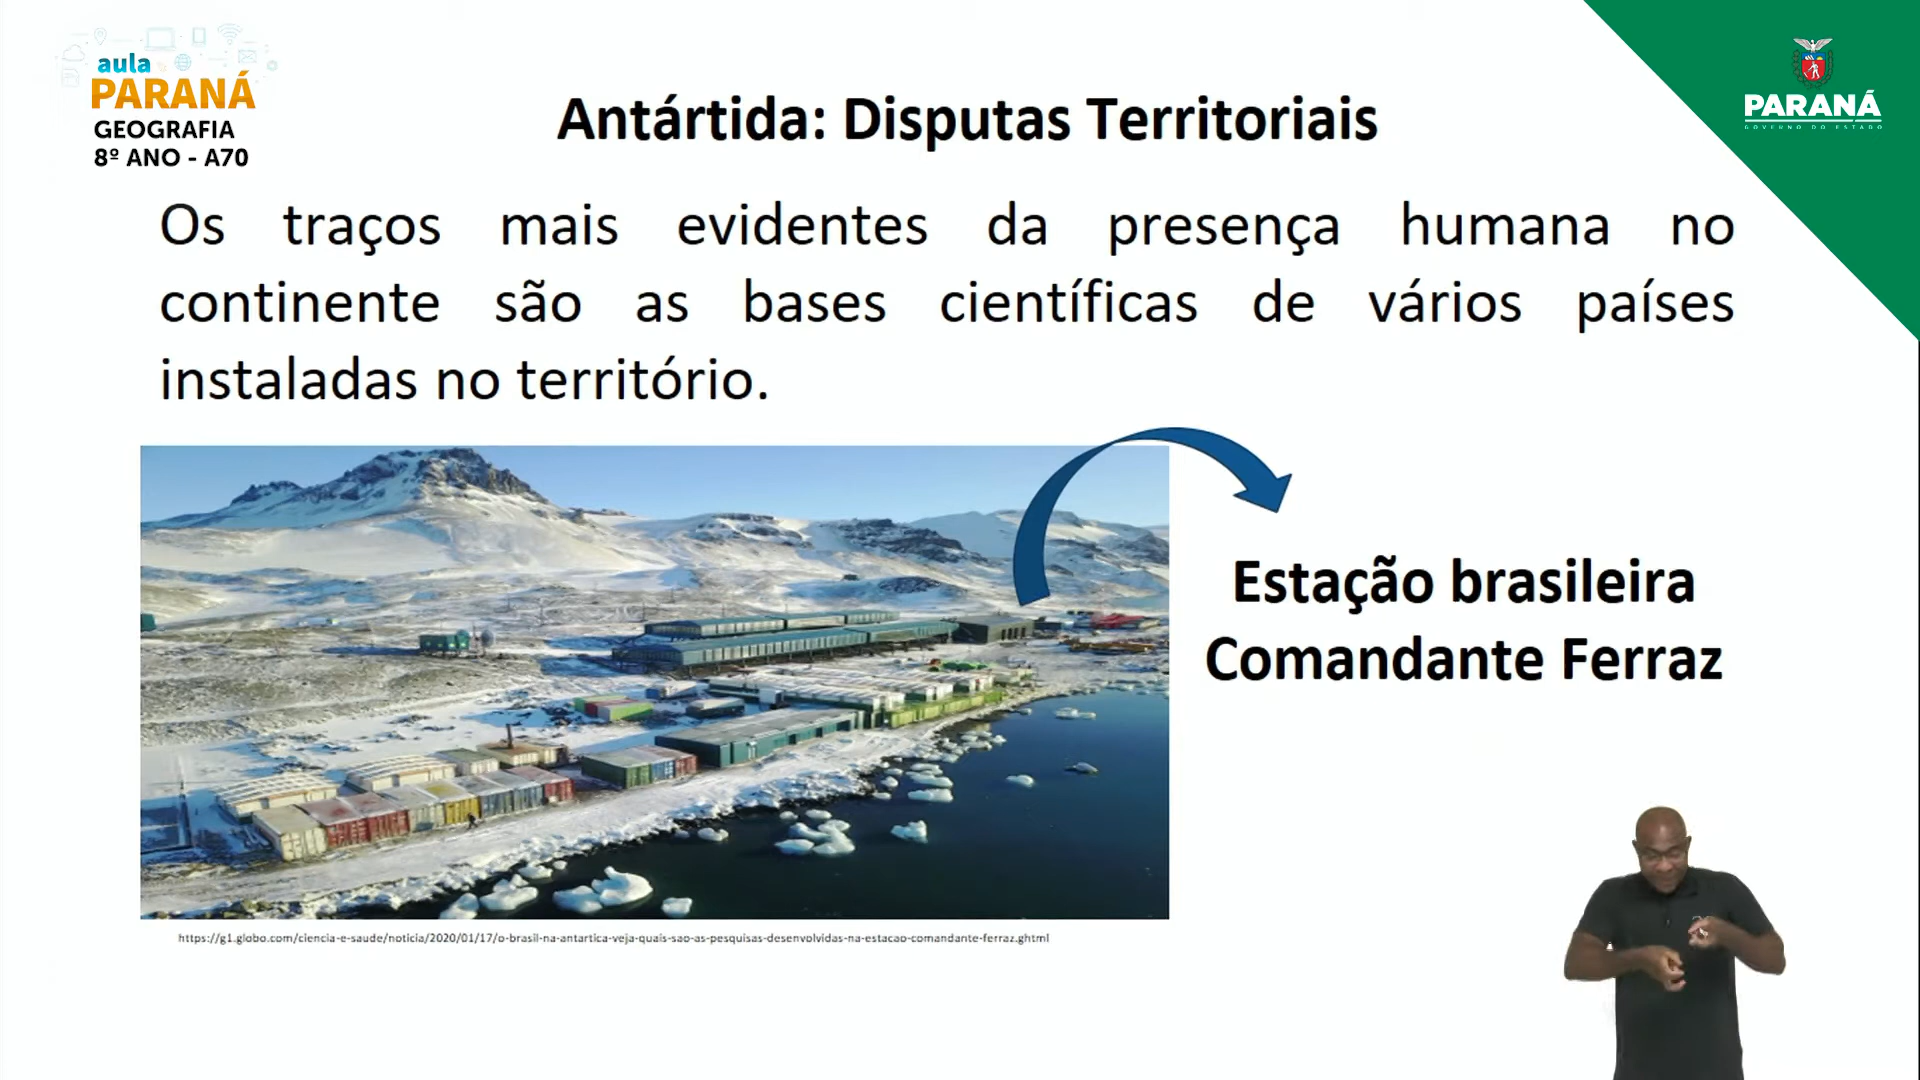 aula
PARANÁ
GEOGRAFIA
8º ANO - A70
PARANÁ
GOVERNO DO ESTADO
Antártida: Disputas Territoriais
Os traços mais evidentes da presença humana no
continente são as bases científicas de vários países
instaladas no território.
Estação brasileira
Comandante Ferraz
https://g1.globo.com/ciencia-e-saude/noticia/2020/01/17/o-brasil-na-antartica-veja-quais-sao-as-pesquisas-desenvolvidas-na-estacao-comandante-ferraz.ghtml